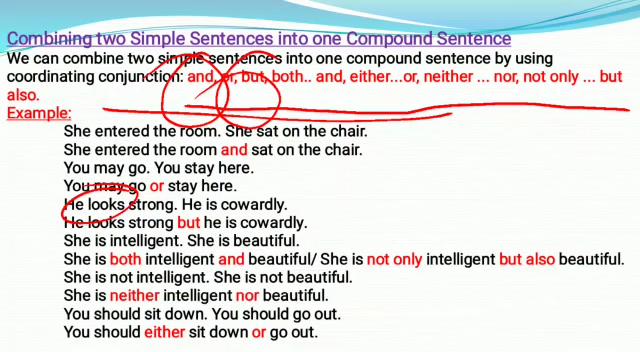 Combining two Simple Sentences into one Compound Sentence
We can combine two simple sentences into one compound sentence by using
coordinating conjunction: and, or, but, both.. and, either...or, neither ... nor, not only ... but
also.
Example:
She entered the room. She sat on the chair.
She entered the room and sat on the chair.
You may go. You stay here.
You may go or stay here.
He looks strong. He is cowardly.
He looks strong but he is cowardly.
She is intelligent. She is beautiful.
She is both intelligent and beautiful/ She is not only intelligent but also beautiful.
She is not intelligent. She is not beautiful.
She is neither intelligent nor beautiful.
You should sit down. You should go out.
You should either sit down or go out.